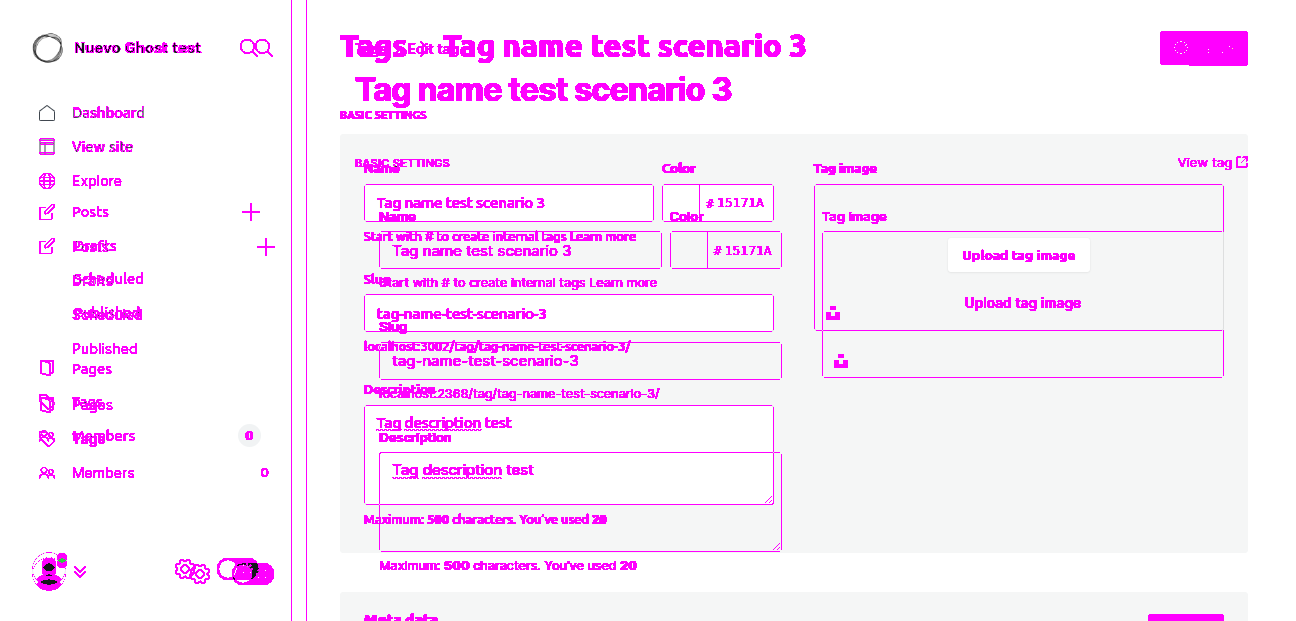 Nuevo Ghost test
Dashboard
View site
Explore
Posts
Drafts
Posts
Scheduled
Drafts
Published
Scheduled
Published
Pages
Tags
Pages
Members
0
Tags
Members
0
Tags
Tag name test scenario 3
Edit tag
Tag name test scenario 3
BASIC SETTINGS
BASIC SETTINGS
View tag
Name
Color
Tag image
Tag name test scenario 3
# 15171A
Name
Color
Tag image
Start with # to create internal tags Learn more
Tag name test scenario 3
# 15171A
Upload tag image
Slug
Start with # to create internal tags Learn more
Upload tag image
tag-name-test-scenario-3
Slug
localhost:3002/tag/tag-name-test-scenario-3/
tag-name-test-scenario-3
Description
localhost:2368/tag/tag-name-test-scenario-3/
Tag description test
Description
Tag description test
Maximum: 500 characters. You've used 20
Maximum: 500 characters. You've used 20
Meta data